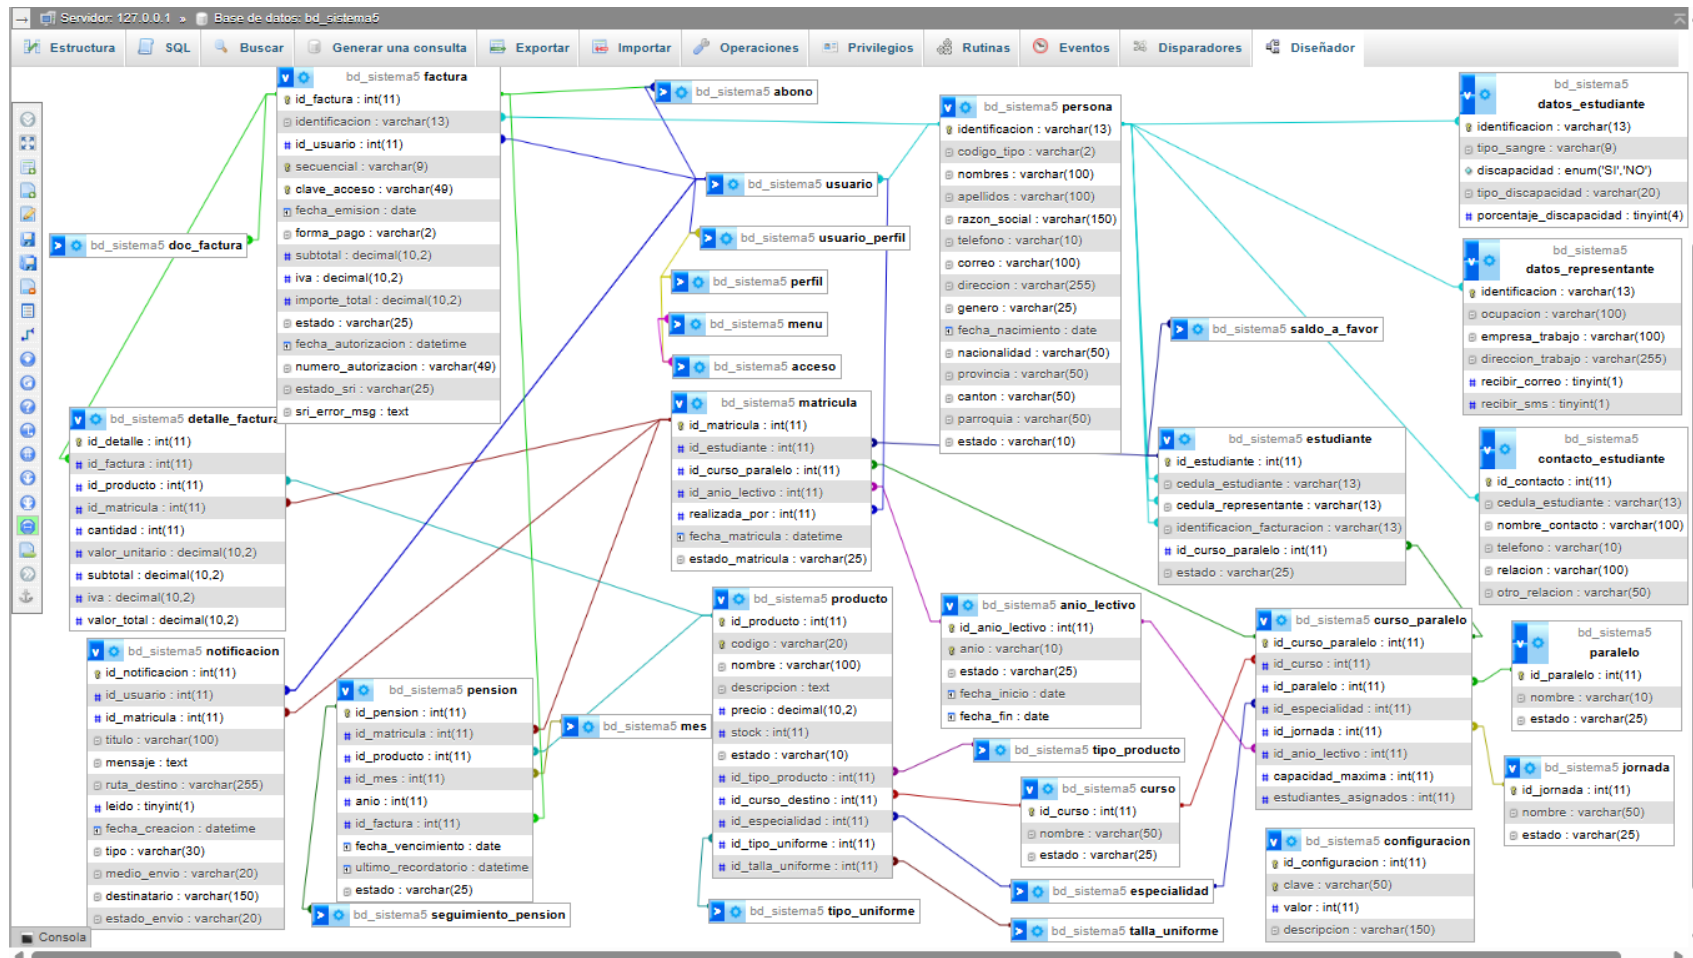 Servidor: 127.0.0.1 » Base de datos: bd_sistema5
Estructura SQL Buscar Generar una consulta Exportar Importar Operaciones Privilegios Rutinas Eventos Disparadores Diseñador
bd_sistema5 factura
id_factura : int(11)
identificacion : varchar(13)
id_usuario : int(11)
secuencial : varchar(9)
clave_acceso : varchar(49)
fecha_emision : date
forma_pago : varchar(2)
subtotal : decimal(10,2)
iva : decimal(10,2)
importe_total : decimal(10,2)
estado : varchar(25)
fecha_autorizacion : datetime
numero_autorizacion : varchar(49)
estado_sri : varchar(25)
sri_error_msg : text
bd_sistema5 doc_factura
bd_sistema5 detalle_factura
id_detalle : int(11)
id_factura : int(11)
id_producto : int(11)
id_matricula : int(11)
cantidad : int(11)
valor_unitario : decimal(10,2)
subtotal : decimal(10,2)
iva : decimal(10,2)
valor_total : decimal(10,2)
bd_sistema5 notificacion
id_notificacion : int(11)
id_usuario : int(11)
id_matricula : int(11)
titulo : varchar(100)
mensaje : text
ruta_destino : varchar(255)
leido : tinyint(1)
fecha_creacion : datetime
tipo : varchar(30)
medio_envio : varchar(20)
destinatario : varchar(150)
estado_envio : varchar(20)
bd_sistema5 pension
id_pension : int(11)
id_matricula : int(11)
id_producto : int(11)
id_mes : int(11)
anio : int(11)
id_factura : int(11)
fecha_vencimiento : date
ultimo_recordatorio : datetime
estado : varchar(25)
bd_sistema5 seguimiento_pension
bd_sistema5 mes
bd_sistema5 abono
bd_sistema5 usuario
bd_sistema5 usuario_perfil
bd_sistema5 perfil
bd_sistema5 menu
bd_sistema5 acceso
bd_sistema5 matricula
id_matricula : int(11)
id_estudiante : int(11)
id_curso_paralelo : int(11)
id_anio_lectivo : int(11)
realizada_por : int(11)
fecha_matricula : datetime
estado_matricula : varchar(25)
bd_sistema5 producto
id_producto : int(11)
codigo : varchar(20)
nombre : varchar(100)
descripcion : text
precio : decimal(10,2)
stock : int(11)
estado : varchar(10)
id_tipo_producto : int(11)
id_curso_destino : int(11)
id_especialidad : int(11)
id_tipo_uniforme : int(11)
id_talla_uniforme : int(11)
bd_sistema5 tipo_uniforme
bd_sistema5 persona
identificacion : varchar(13)
codigo_tipo : varchar(2)
nombres : varchar(100)
apellidos : varchar(100)
razon_social : varchar(150)
telefono : varchar(10)
correo : varchar(100)
direccion : varchar(255)
genero : varchar(25)
fecha_nacimiento : date
nacionalidad : varchar(50)
provincia : varchar(50)
canton : varchar(50)
parroquia : varchar(50)
estado : varchar(10)
bd_sistema5 anio_lectivo
id_anio_lectivo : int(11)
anio : varchar(10)
estado : varchar(25)
fecha_inicio : date
fecha_fin : date
bd_sistema5 tipo_producto
bd_sistema5 curso
id_curso : int(11)
nombre : varchar(50)
estado : varchar(25)
bd_sistema5 especialidad
bd_sistema5 talla_uniforme
bd_sistema5 saldo_a_favor
bd_sistema5 estudiante
id_estudiante : int(11)
cedula_estudiante : varchar(13)
cedula_representante : varchar(13)
identificacion_facturacion : varchar(13)
id_curso_paralelo : int(11)
estado : varchar(25)
bd_sistema5 curso_paralelo
id_curso_paralelo : int(11)
id_curso : int(11)
id_paralelo : int(11)
id_especialidad : int(11)
id_jornada : int(11)
id_anio_lectivo : int(11)
capacidad_maxima : int(11)
estudiantes_asignados : int(11)
bd_sistema5 configuracion
id_configuracion : int(11)
clave : varchar(50)
valor : int(11)
descripcion : varchar(150)
bd_sistema5
datos_estudiante
identificacion : varchar(13)
tipo_sangre : varchar(9)
discapacidad : enum('SI','NO')
tipo_discapacidad : varchar(20)
porcentaje_discapacidad : tinyint(4)
bd_sistema5
datos_representante
identificacion : varchar(13)
ocupacion : varchar(100)
empresa_trabajo : varchar(100)
direccion_trabajo : varchar(255)
recibir_correo : tinyint(1)
recibir_sms : tinyint(1)
bd_sistema5
contacto_estudiante
id_contacto : int(11)
cedula_estudiante : varchar(13)
nombre_contacto : varchar(100)
telefono : varchar(10)
relacion : varchar(100)
otro_relacion : varchar(50)
bd_sistema5
paralelo
id_paralelo : int(11)
nombre : varchar(10)
estado : varchar(25)
bd_sistema5 jornada
id_jornada : int(11)
nombre : varchar(50)
estado : varchar(25)
Consola